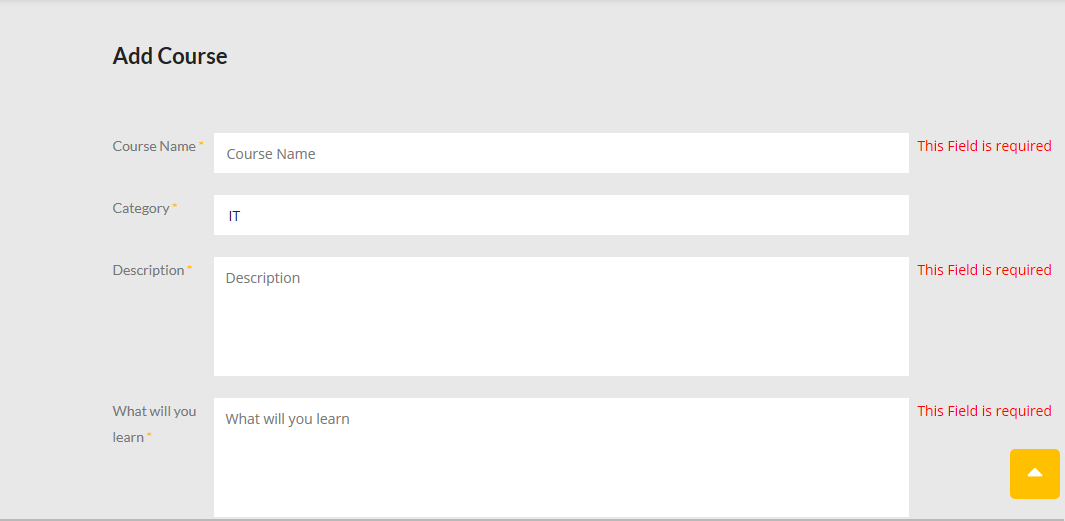 Add Course
Course Name *
Course Name
This Field is required
Category *
IT
Description *
Description
This Field is required
What will you
learn *
What will you learn
This Field is required